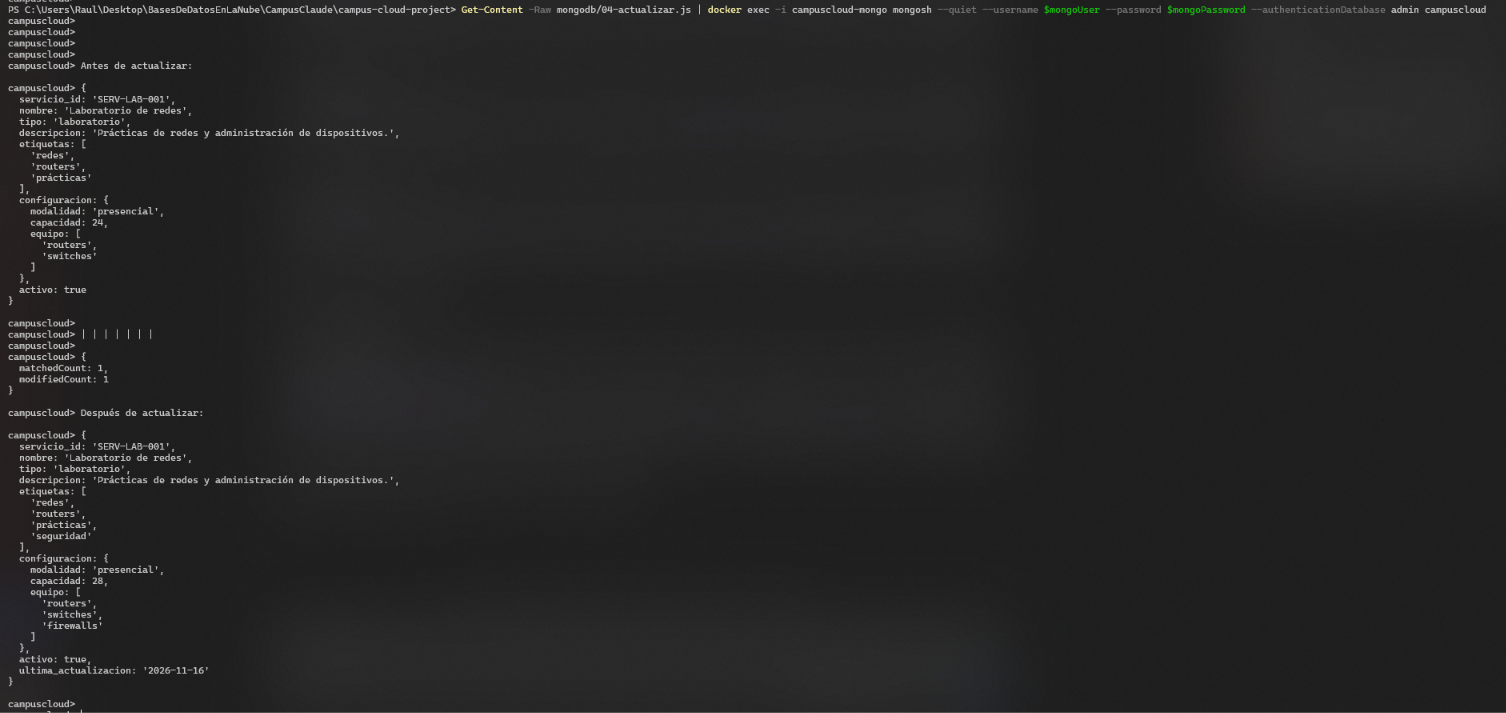 PS C:\Users\Raul\Desktop\BasesDeDatosEnLaNube\CampusClaude\campus-cloud-project> Get-Content -Raw mongodb/04-actualizar.js | docker exec -i campuscloud-mongo mongosh --quiet --username $mongoUser --password $mongoPassword --authenticationDatabase admin campuscloud
campuscloud>
campuscloud>
campuscloud>
campuscloud> Antes de actualizar:

campuscloud> {
  servicio_id: 'SERV-LAB-001',
  nombre: 'Laboratorio de redes',
  tipo: 'laboratorio',
  descripcion: 'Prácticas de redes y administración de dispositivos.',
  etiquetas: [
    'redes',
    'routers',
    'prácticas'
  ],
  configuracion: {
    modalidad: 'presencial',
    capacidad: 24,
    equipo: [
      'routers',
      'switches'
    ]
  },
  activo: true
}

campuscloud>
campuscloud> | | | | | | |
campuscloud>
campuscloud> {
  matchedCount: 1,
  modifiedCount: 1
}

campuscloud> Después de actualizar:

campuscloud> {
  servicio_id: 'SERV-LAB-001',
  nombre: 'Laboratorio de redes',
  tipo: 'laboratorio',
  descripcion: 'Prácticas de redes y administración de dispositivos.',
  etiquetas: [
    'redes',
    'routers',
    'prácticas',
    'seguridad'
  ],
  configuracion: {
    modalidad: 'presencial',
    capacidad: 28,
    equipo: [
      'routers',
      'switches',
      'firewalls'
    ]
  },
  activo: true,
  ultima_actualizacion: '2026-11-16'
}

campuscloud>